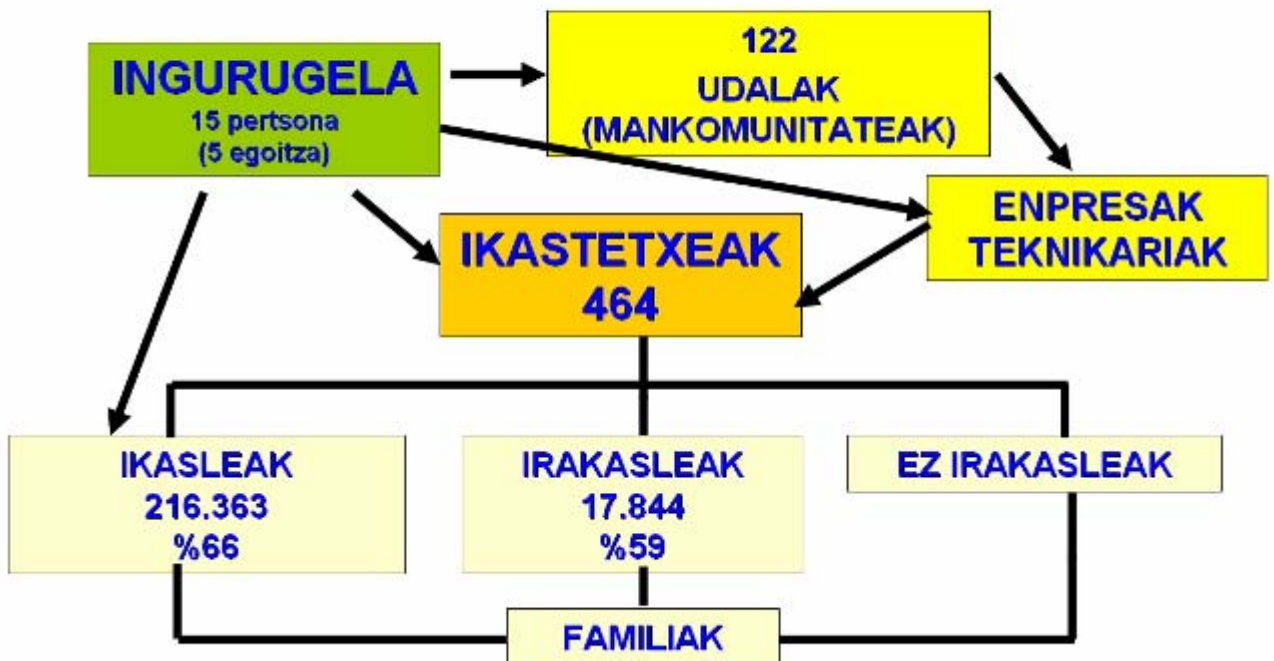 INGURUGELA
15 pertsona
(5 egoitza)
122
UDALAK
(MANKOMUNITATEAK)
ENPRESAK
TEKNIKARIAK
IKASTETXEAK
464
IKASLEAK
216.363
%66
IRAKASLEAK
17.844
%59
EZ IRAKASLEAK
FAMILIAK